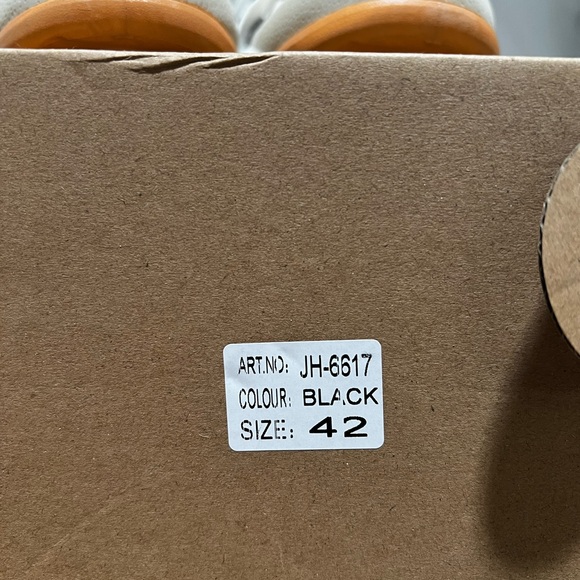 ART.NO: JH-6617
COLOUR: BLACK
SIZE: 42